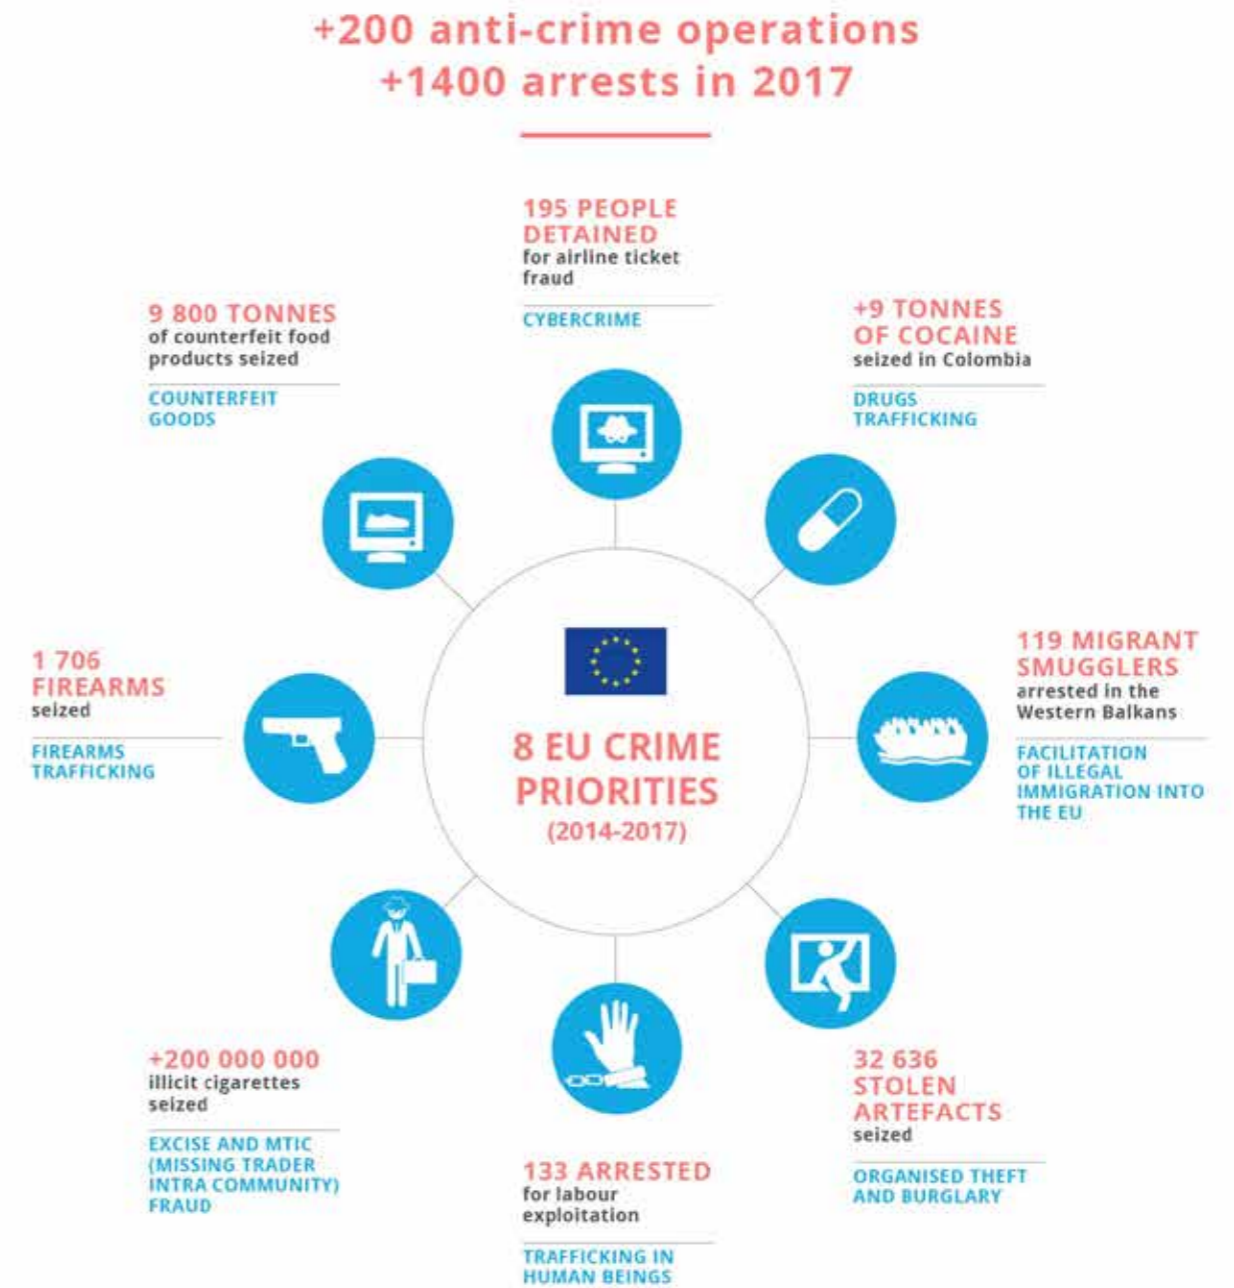 +200 anti-crime operations
+1400 arrests in 2017
195 PEOPLE
DETAINED
for airline ticket
fraud
CYBERCRIME
9 800 TONNES
of counterfeit food
products seized
COUNTERFEIT
GOODS
+9 TONNES
OF COCAINE
seized in Colombia
DRUGS
TRAFFICKING
1 706
FIREARMS
seized
FIREARMS
TRAFFICKING
8 EU CRIME
PRIORITIES
(2014-2017)
119 MIGRANT
SMUGGLERS
arrested in the
Western Balkans
FACILITATION
OF ILLEGAL
IMMIGRATION INTO
THE EU
+200 000 000
illicit cigarettes
seized
EXCISE AND MTIC
(MISSING TRADER
INTRA COMMUNITY)
FRAUD
133 ARRESTED
for labour
exploitation
TRAFFICKING IN
HUMAN BEINGS
32 636
STOLEN
ARTEFACTS
seized
ORGANISED THEFT
AND BURGLARY